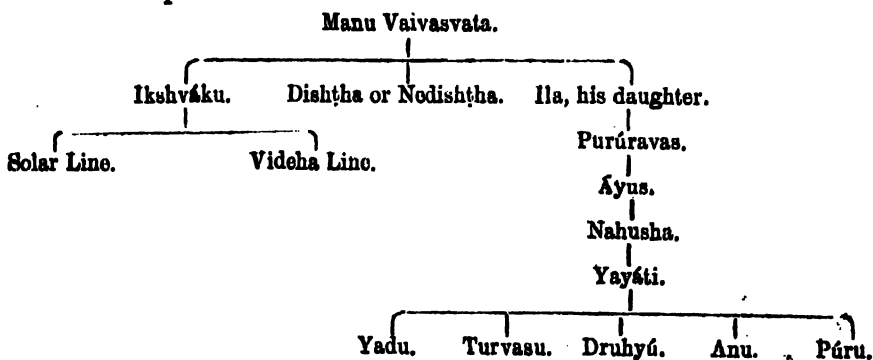 Manu Vaivasvata.
Ikshváku. Dishṭha or Nedishṭha. Ila, his daughter.
Purúravas.
Solar Line. Videha Line.
Áyus.
Nahusha.
Yayáti.
Yadu. Turvasu. Druhyú. Anu. Púru.